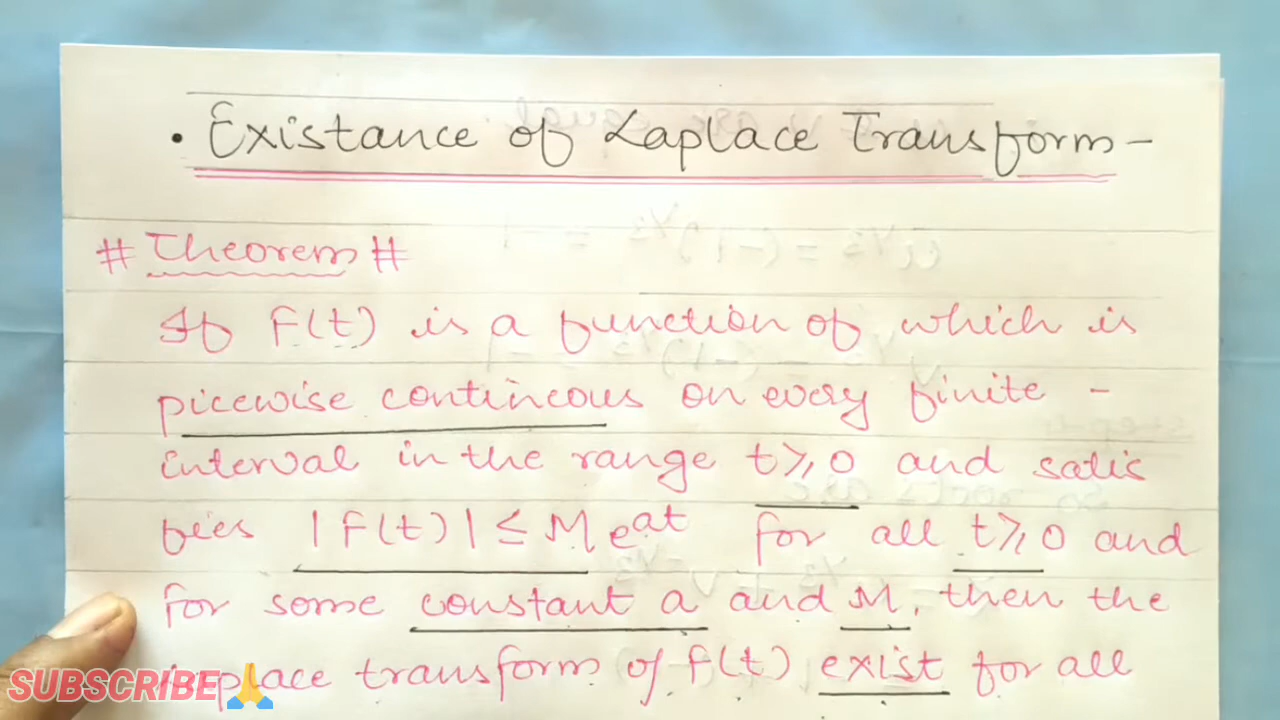 • Existance of Laplace Transform -
# Theorem #
If F(t) is a function of which is
picewise contineous on every finite -
interval in the range t ≥ 0 and satis
fies |F(t)| ≤ M e^at for all t ≥ 0 and
for some constant a and M, then the
laplace transform of F(t) exist for all
SUBSCRIBE 🙏